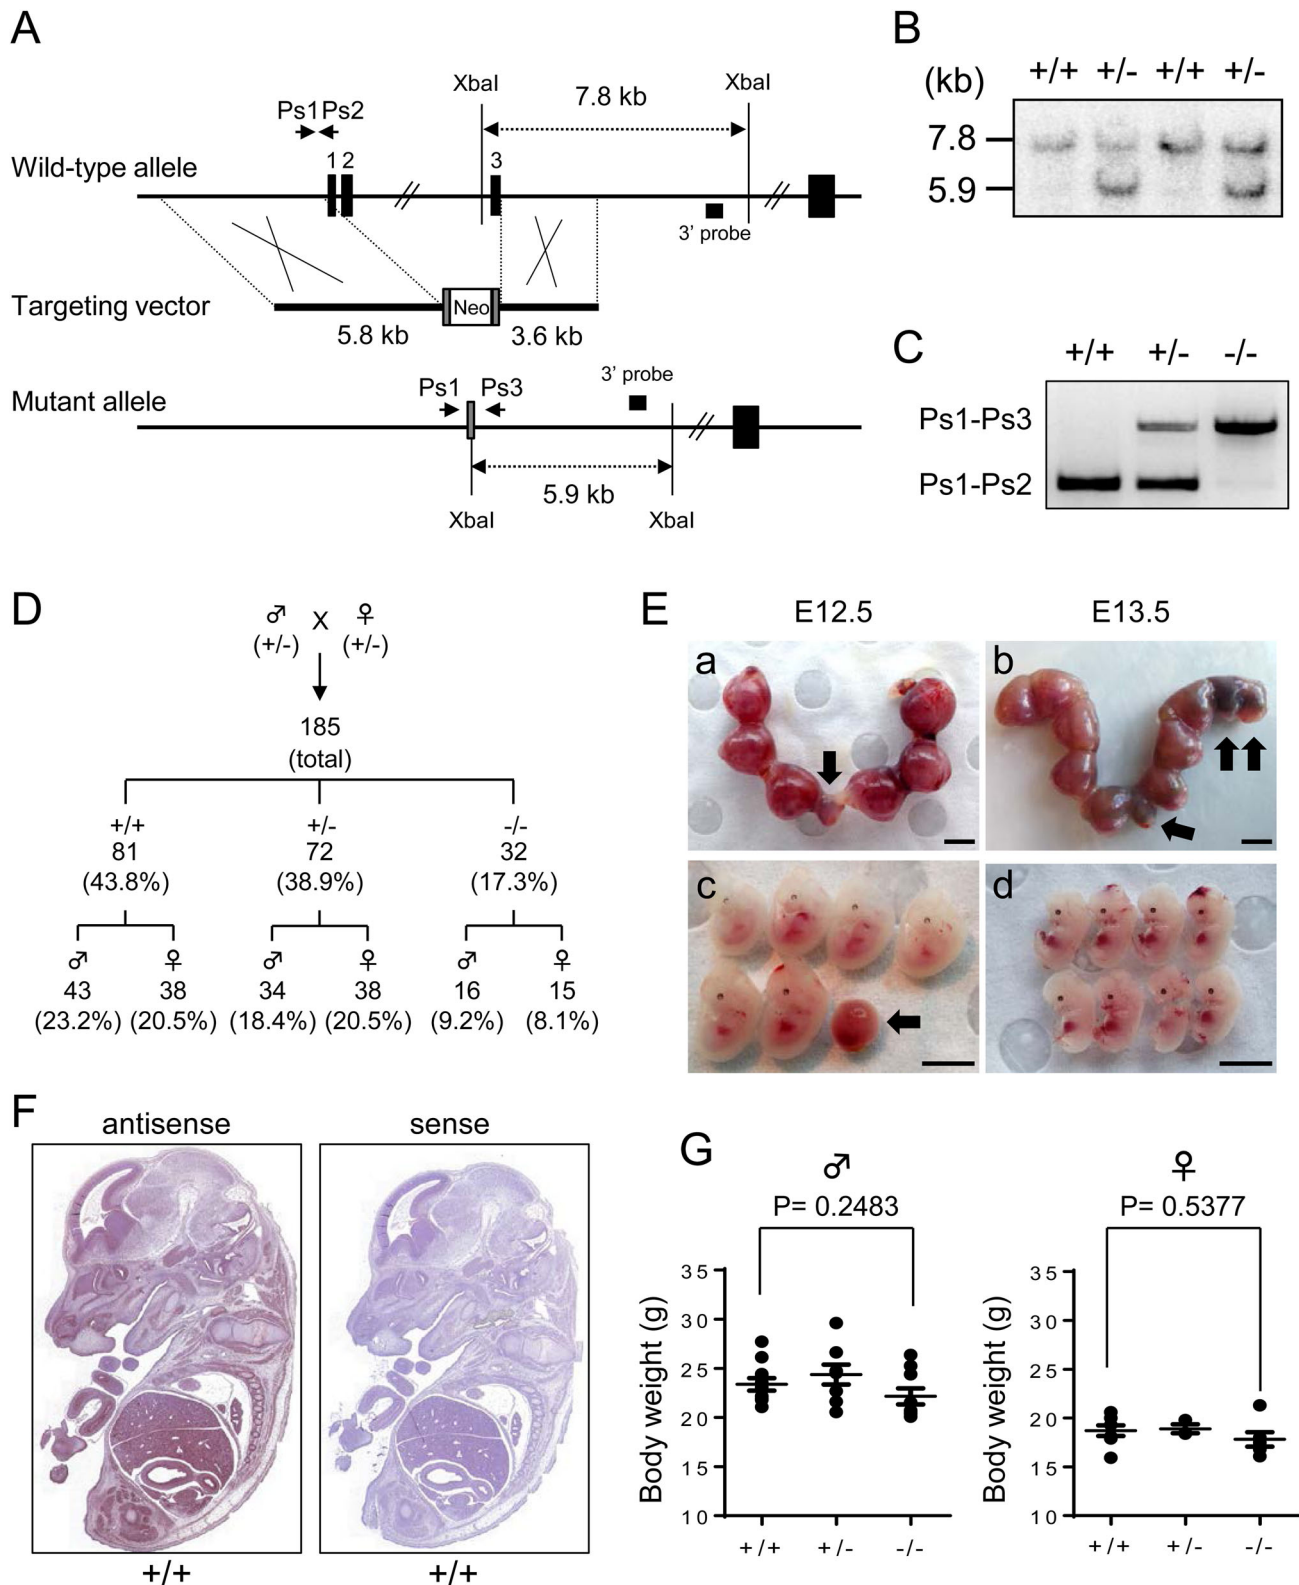 A
XbaI
7.8 kb
XbaI
Ps1 Ps2
Wild-type allele
1 2
3
3’ probe
Targeting vector
Neo
5.8 kb
3.6 kb
Mutant allele
Ps1
Ps3
3’ probe
5.9 kb
XbaI
XbaI
B
(kb)
+/+ +/- +/+ +/-
7.8
5.9
C
+/+ +/- -/-
Ps1-Ps3
Ps1-Ps2
D
♂ X ♀
(+/-) (+/-)
185
(total)
+/+ +/- -/-
81 72 32
(43.8%) (38.9%) (17.3%)
♂ ♀ ♂ ♀ ♂ ♀
43 38 34 38 16 15
(23.2%) (20.5%) (18.4%) (20.5%) (9.2%) (8.1%)
E
E12.5 E13.5
a b
c d
F
antisense sense
+/+ +/+
G
♂
P= 0.2483
Body weight (g)
35
30
25
20
15
10
+/+ +/- -/-
♀
P= 0.5377
Body weight (g)
35
30
25
20
15
10
+/+ +/- -/-